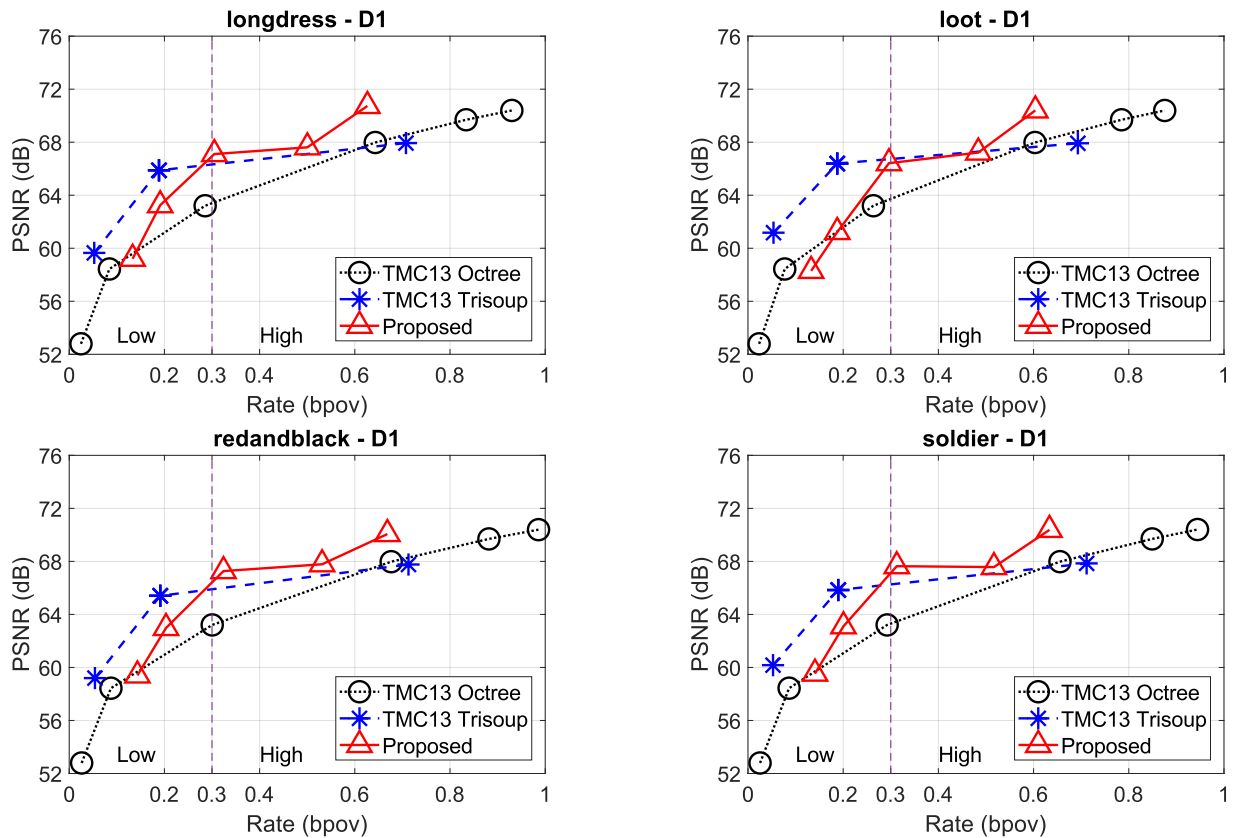 longdress - D1
76
72
68
64
60
56
52
PSNR (dB)
Low
High
TMC13 Octree
TMC13 Trisoup
Proposed
0
0.2
0.3
0.4
0.6
0.8
1
Rate (bpov)
loot - D1
76
72
68
64
60
56
52
PSNR (dB)
Low
High
TMC13 Octree
TMC13 Trisoup
Proposed
0
0.2
0.3
0.4
0.6
0.8
1
Rate (bpov)
redandblack - D1
76
72
68
64
60
56
52
PSNR (dB)
Low
High
TMC13 Octree
TMC13 Trisoup
Proposed
0
0.2
0.3
0.4
0.6
0.8
1
Rate (bpov)
soldier - D1
76
72
68
64
60
56
52
PSNR (dB)
Low
High
TMC13 Octree
TMC13 Trisoup
Proposed
0
0.2
0.3
0.4
0.6
0.8
1
Rate (bpov)